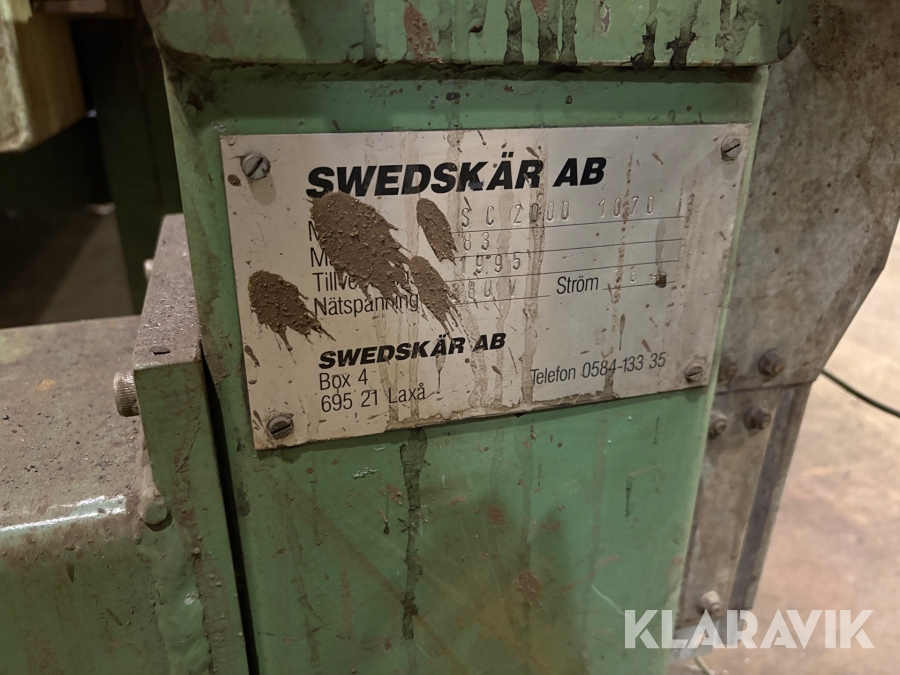 SWEDSKÄR AB
SC 2000 1070
83
1995
Nätspänning Ström
SWEDSKÄR AB
Box 4
695 21 Laxå
Telefon 0584-133 35
KLARAVIK